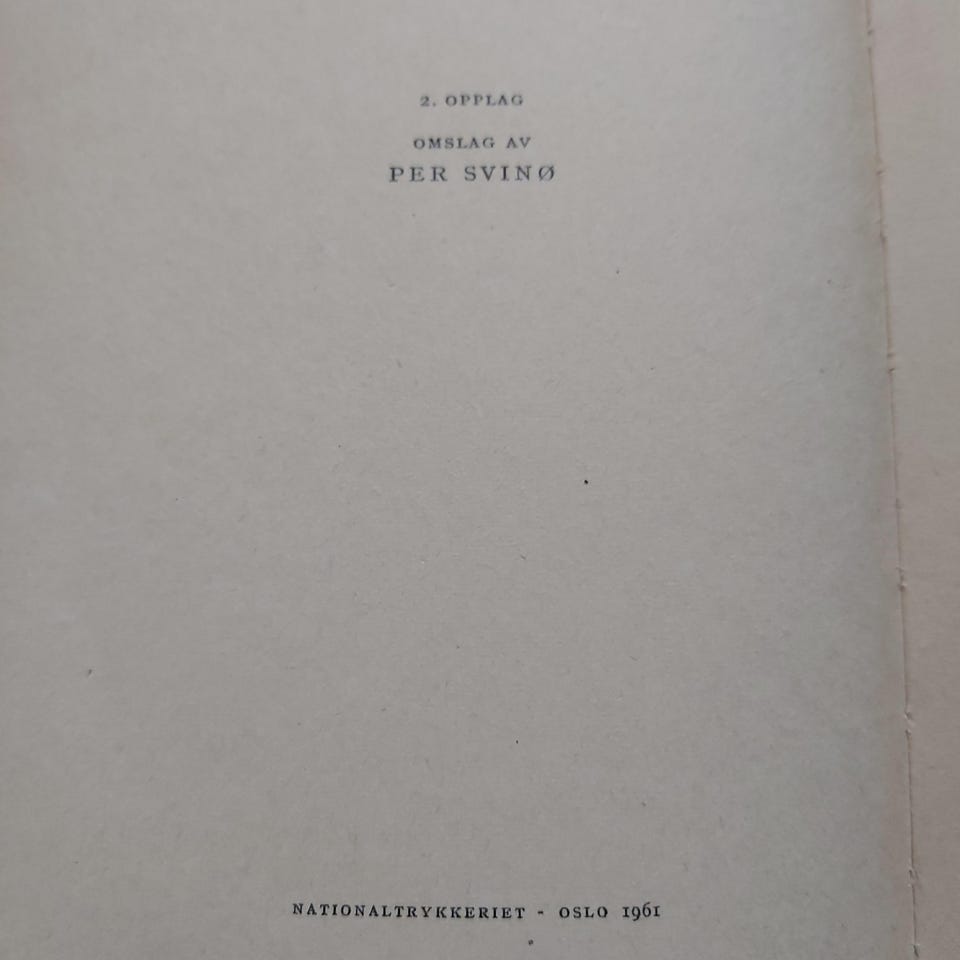 2. OPPLAG
OMSLAG AV
PER SVINØ
NATIONALTRYKKERIET - OSLO 1961